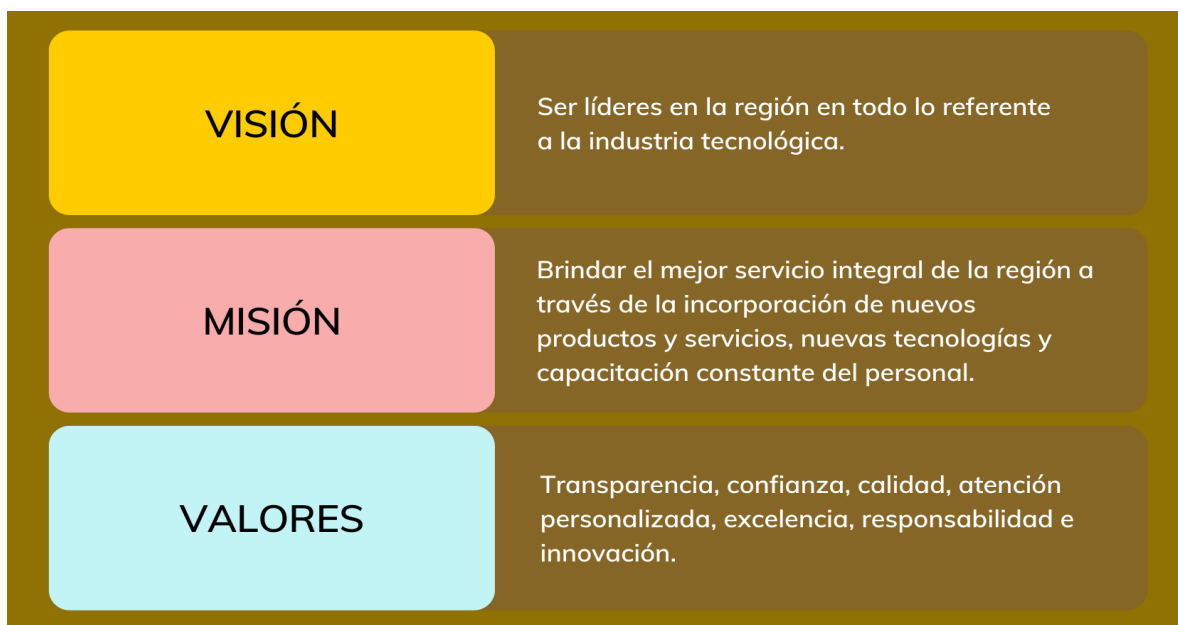 VISIÓN
Ser líderes en la región en todo lo referente
a la industria tecnológica.
MISIÓN
Brindar el mejor servicio integral de la región a
través de la incorporación de nuevos
productos y servicios, nuevas tecnologías y
capacitación constante del personal.
VALORES
Transparencia, confianza, calidad, atención
personalizada, excelencia, responsabilidad e
innovación.